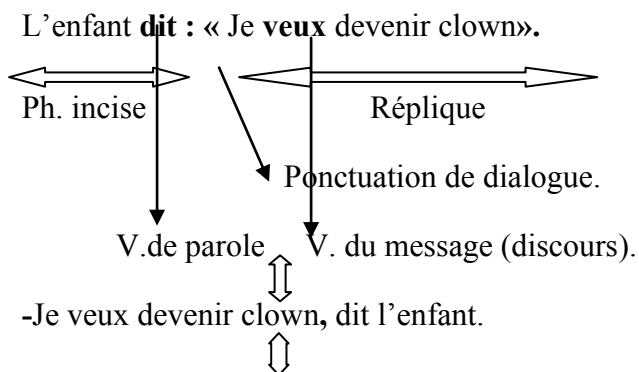 L’enfant dit : « Je veux devenir clown».
Ph. incise Réplique
Ponctuation de dialogue.
V.de parole V. du message (discours).
-Je veux devenir clown, dit l’enfant.